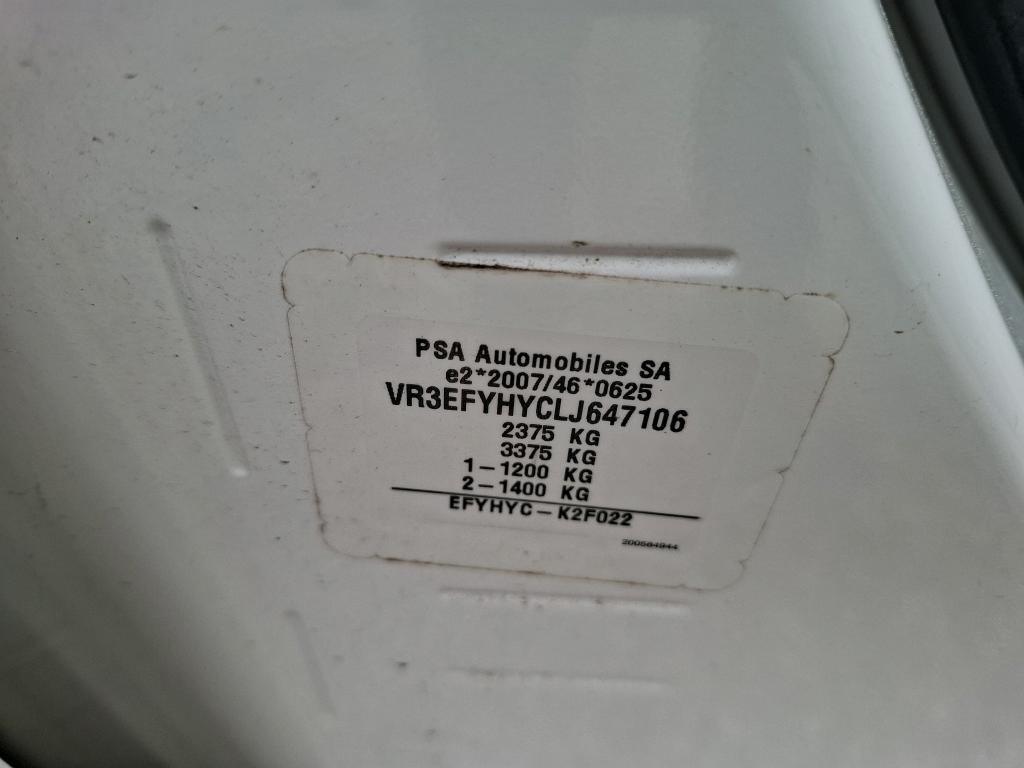 PSA Automobiles SA
e2*2007/46*0625
VR3EFYHYCLJ647106
2375 KG
3375 KG
1-1200 KG
2-1400 KG
EFYHYC-K2F022
200584944